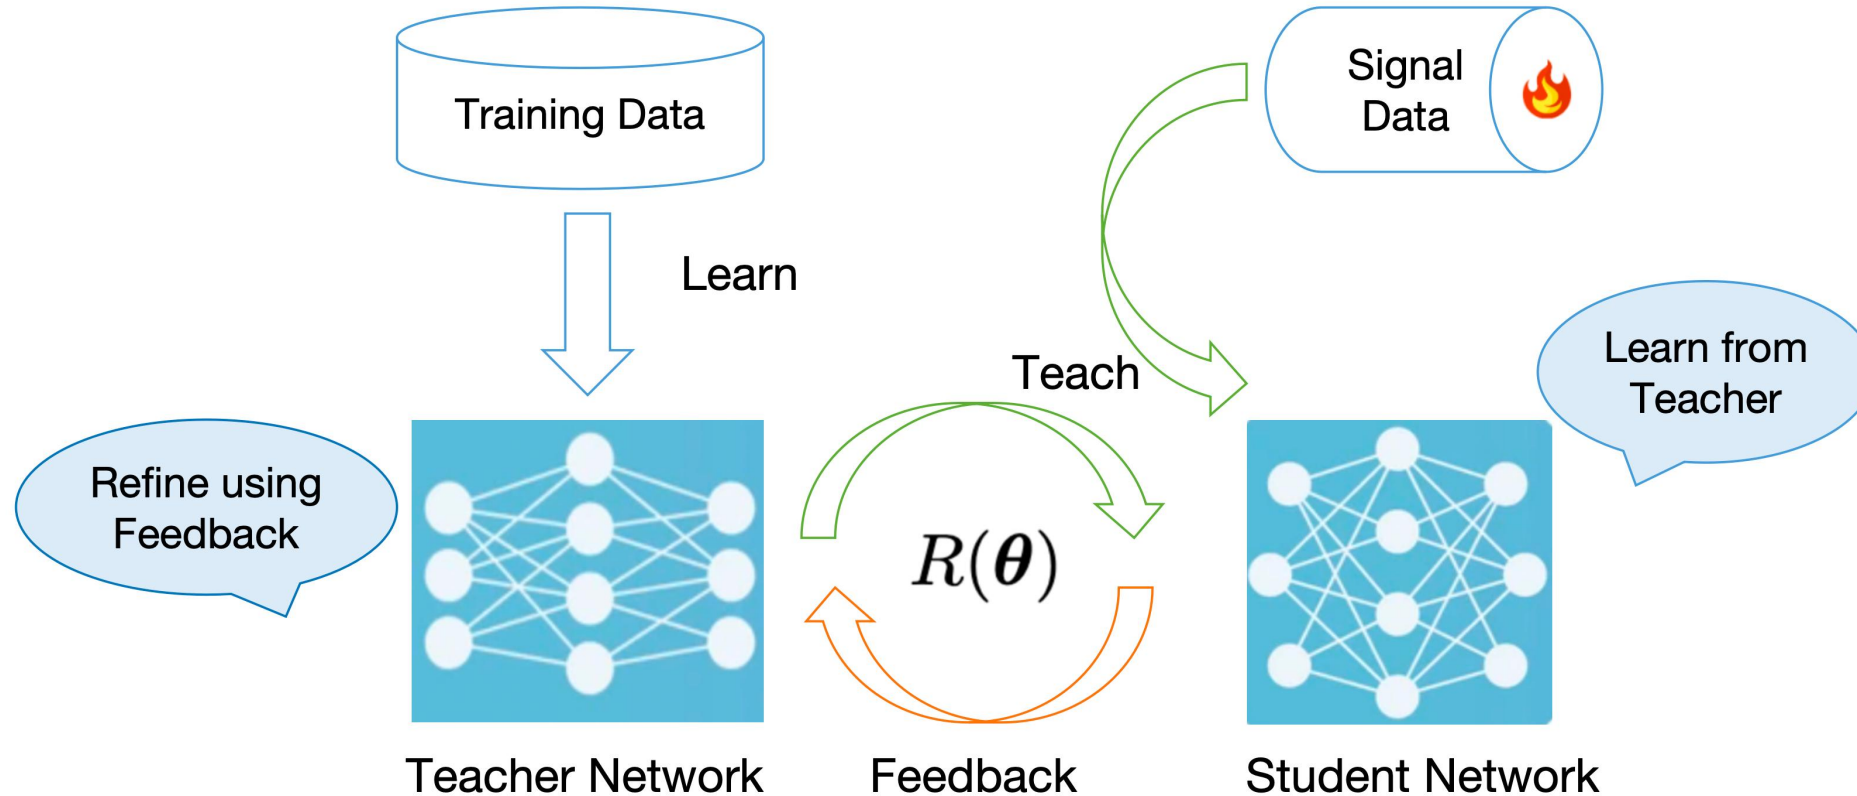 Training Data
Signal
Data
Learn
Teach
Learn from
Teacher
Refine using
Feedback
R(θ)
Teacher Network
Feedback
Student Network